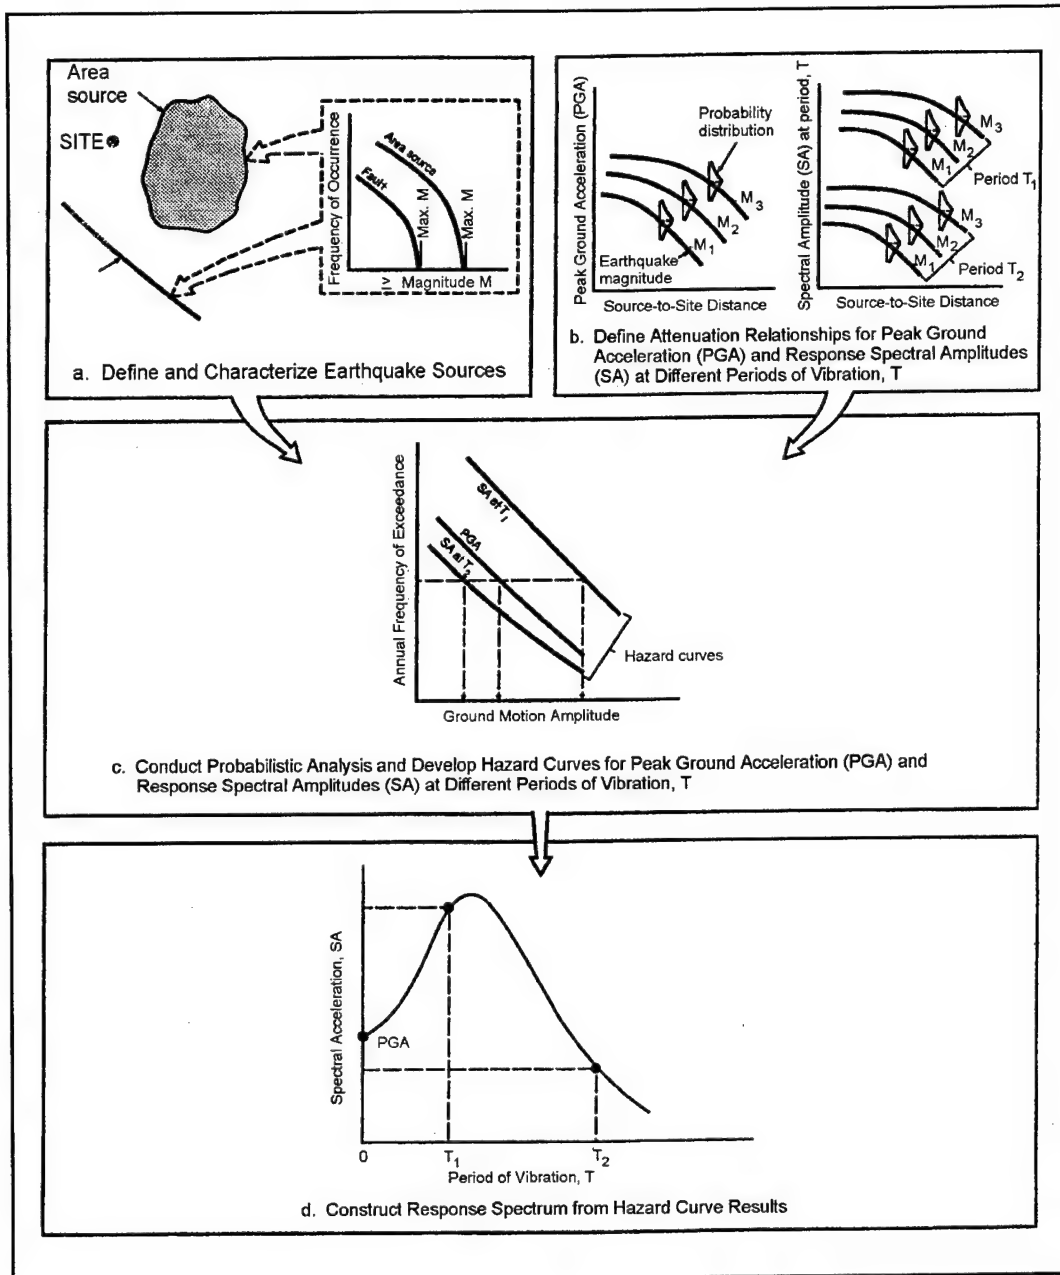 Area
source
SITE
Frequency of Occurrence
Area source
Fault
Max. M
Max. M
≥ Magnitude M
a. Define and Characterize Earthquake Sources
Peak Ground Acceleration (PGA)
Probability
distribution
M3
M2
M1
Earthquake
magnitude
Source-to-Site Distance
Spectral Amplitude (SA) at period, T
M3
M2
M1
Period T1
M3
M2
M1
Period T2
Source-to-Site Distance
b. Define Attenuation Relationships for Peak Ground
Acceleration (PGA) and Response Spectral Amplitudes
(SA) at Different Periods of Vibration, T
Annual Frequency of Exceedance
SA at T1
PGA
SA at T2
Hazard curves
Ground Motion Amplitude
c. Conduct Probabilistic Analysis and Develop Hazard Curves for Peak Ground Acceleration (PGA) and
Response Spectral Amplitudes (SA) at Different Periods of Vibration, T
Spectral Acceleration, SA
PGA
0 T1 T2
Period of Vibration, T
d. Construct Response Spectrum from Hazard Curve Results